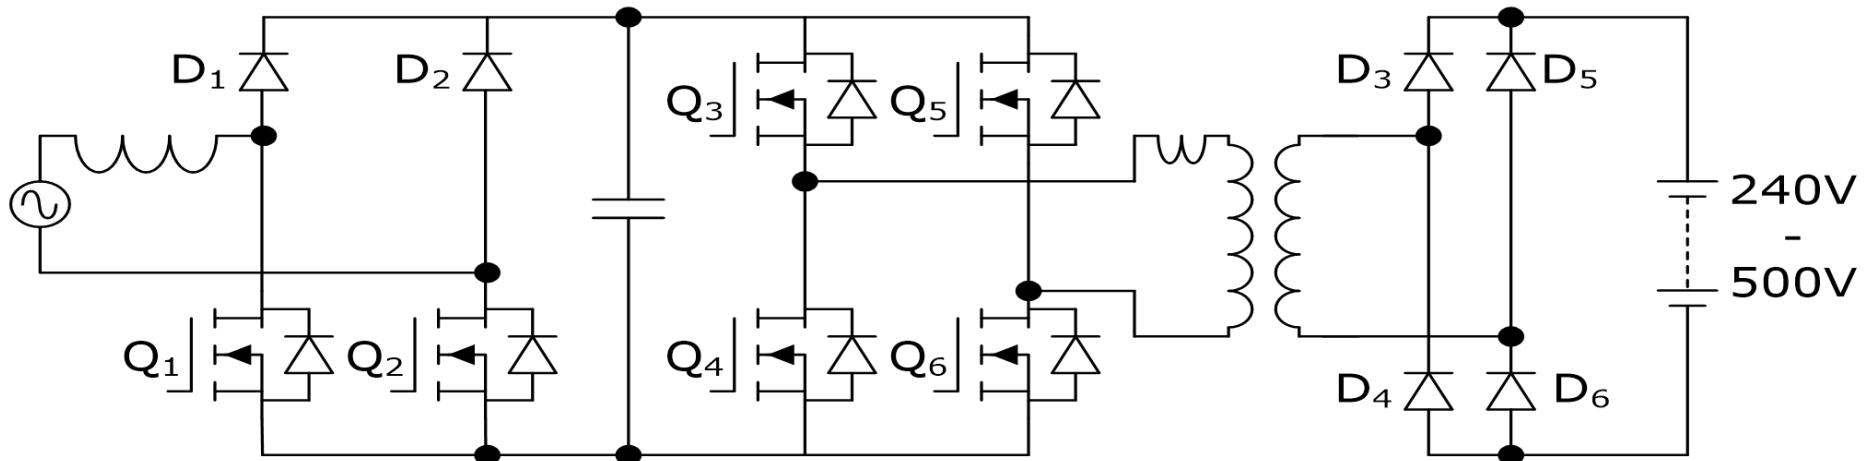 D₁
D₂
Q₃
Q₅
D₃
D₅
240V
-
500V
Q₁
Q₂
Q₄
Q₆
D₄
D₆